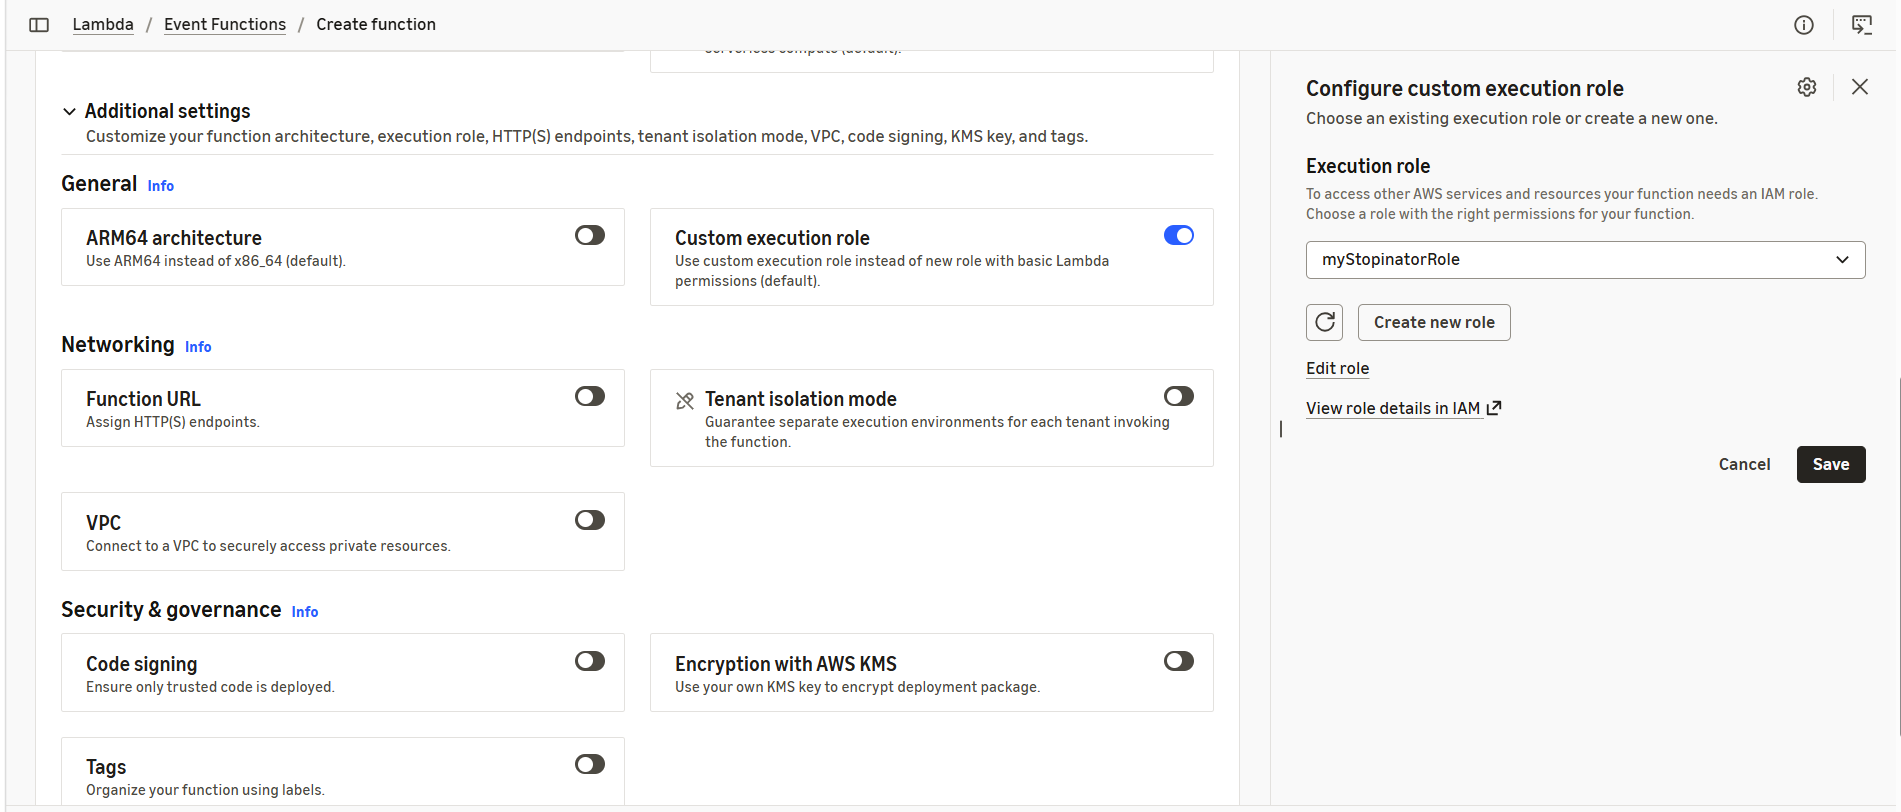 Lambda / Event Functions / Create function
serverless compute (default).
Additional settings
Customize your function architecture, execution role, HTTP(S) endpoints, tenant isolation mode, VPC, code signing, KMS key, and tags.
General Info
ARM64 architecture
Use ARM64 instead of x86_64 (default).
Custom execution role
Use custom execution role instead of new role with basic Lambda
permissions (default).
Networking Info
Function URL
Assign HTTP(S) endpoints.
Tenant isolation mode
Guarantee separate execution environments for each tenant invoking
the function.
VPC
Connect to a VPC to securely access private resources.
Security & governance Info
Code signing
Ensure only trusted code is deployed.
Encryption with AWS KMS
Use your own KMS key to encrypt deployment package.
Tags
Organize your function using labels.
Configure custom execution role
Choose an existing execution role or create a new one.
Execution role
To access other AWS services and resources your function needs an IAM role.
Choose a role with the right permissions for your function.
myStopinatorRole
Create new role
Edit role
View role details in IAM
Cancel
Save